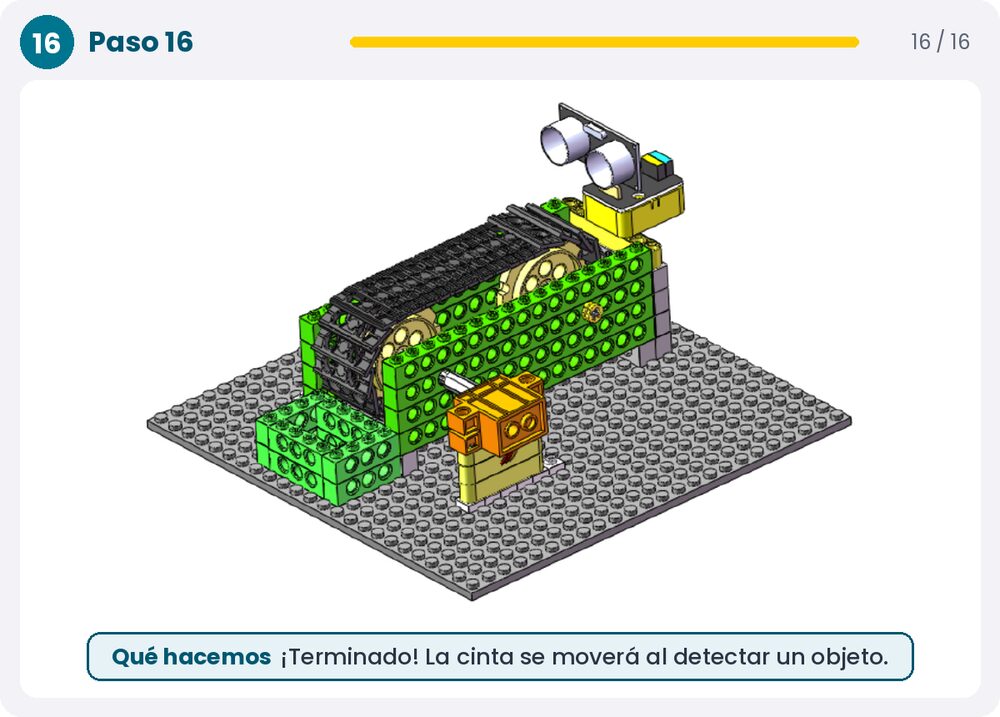 16 Paso 16
16 / 16
Qué hacemos ¡Terminado! La cinta se moverá al detectar un objeto.